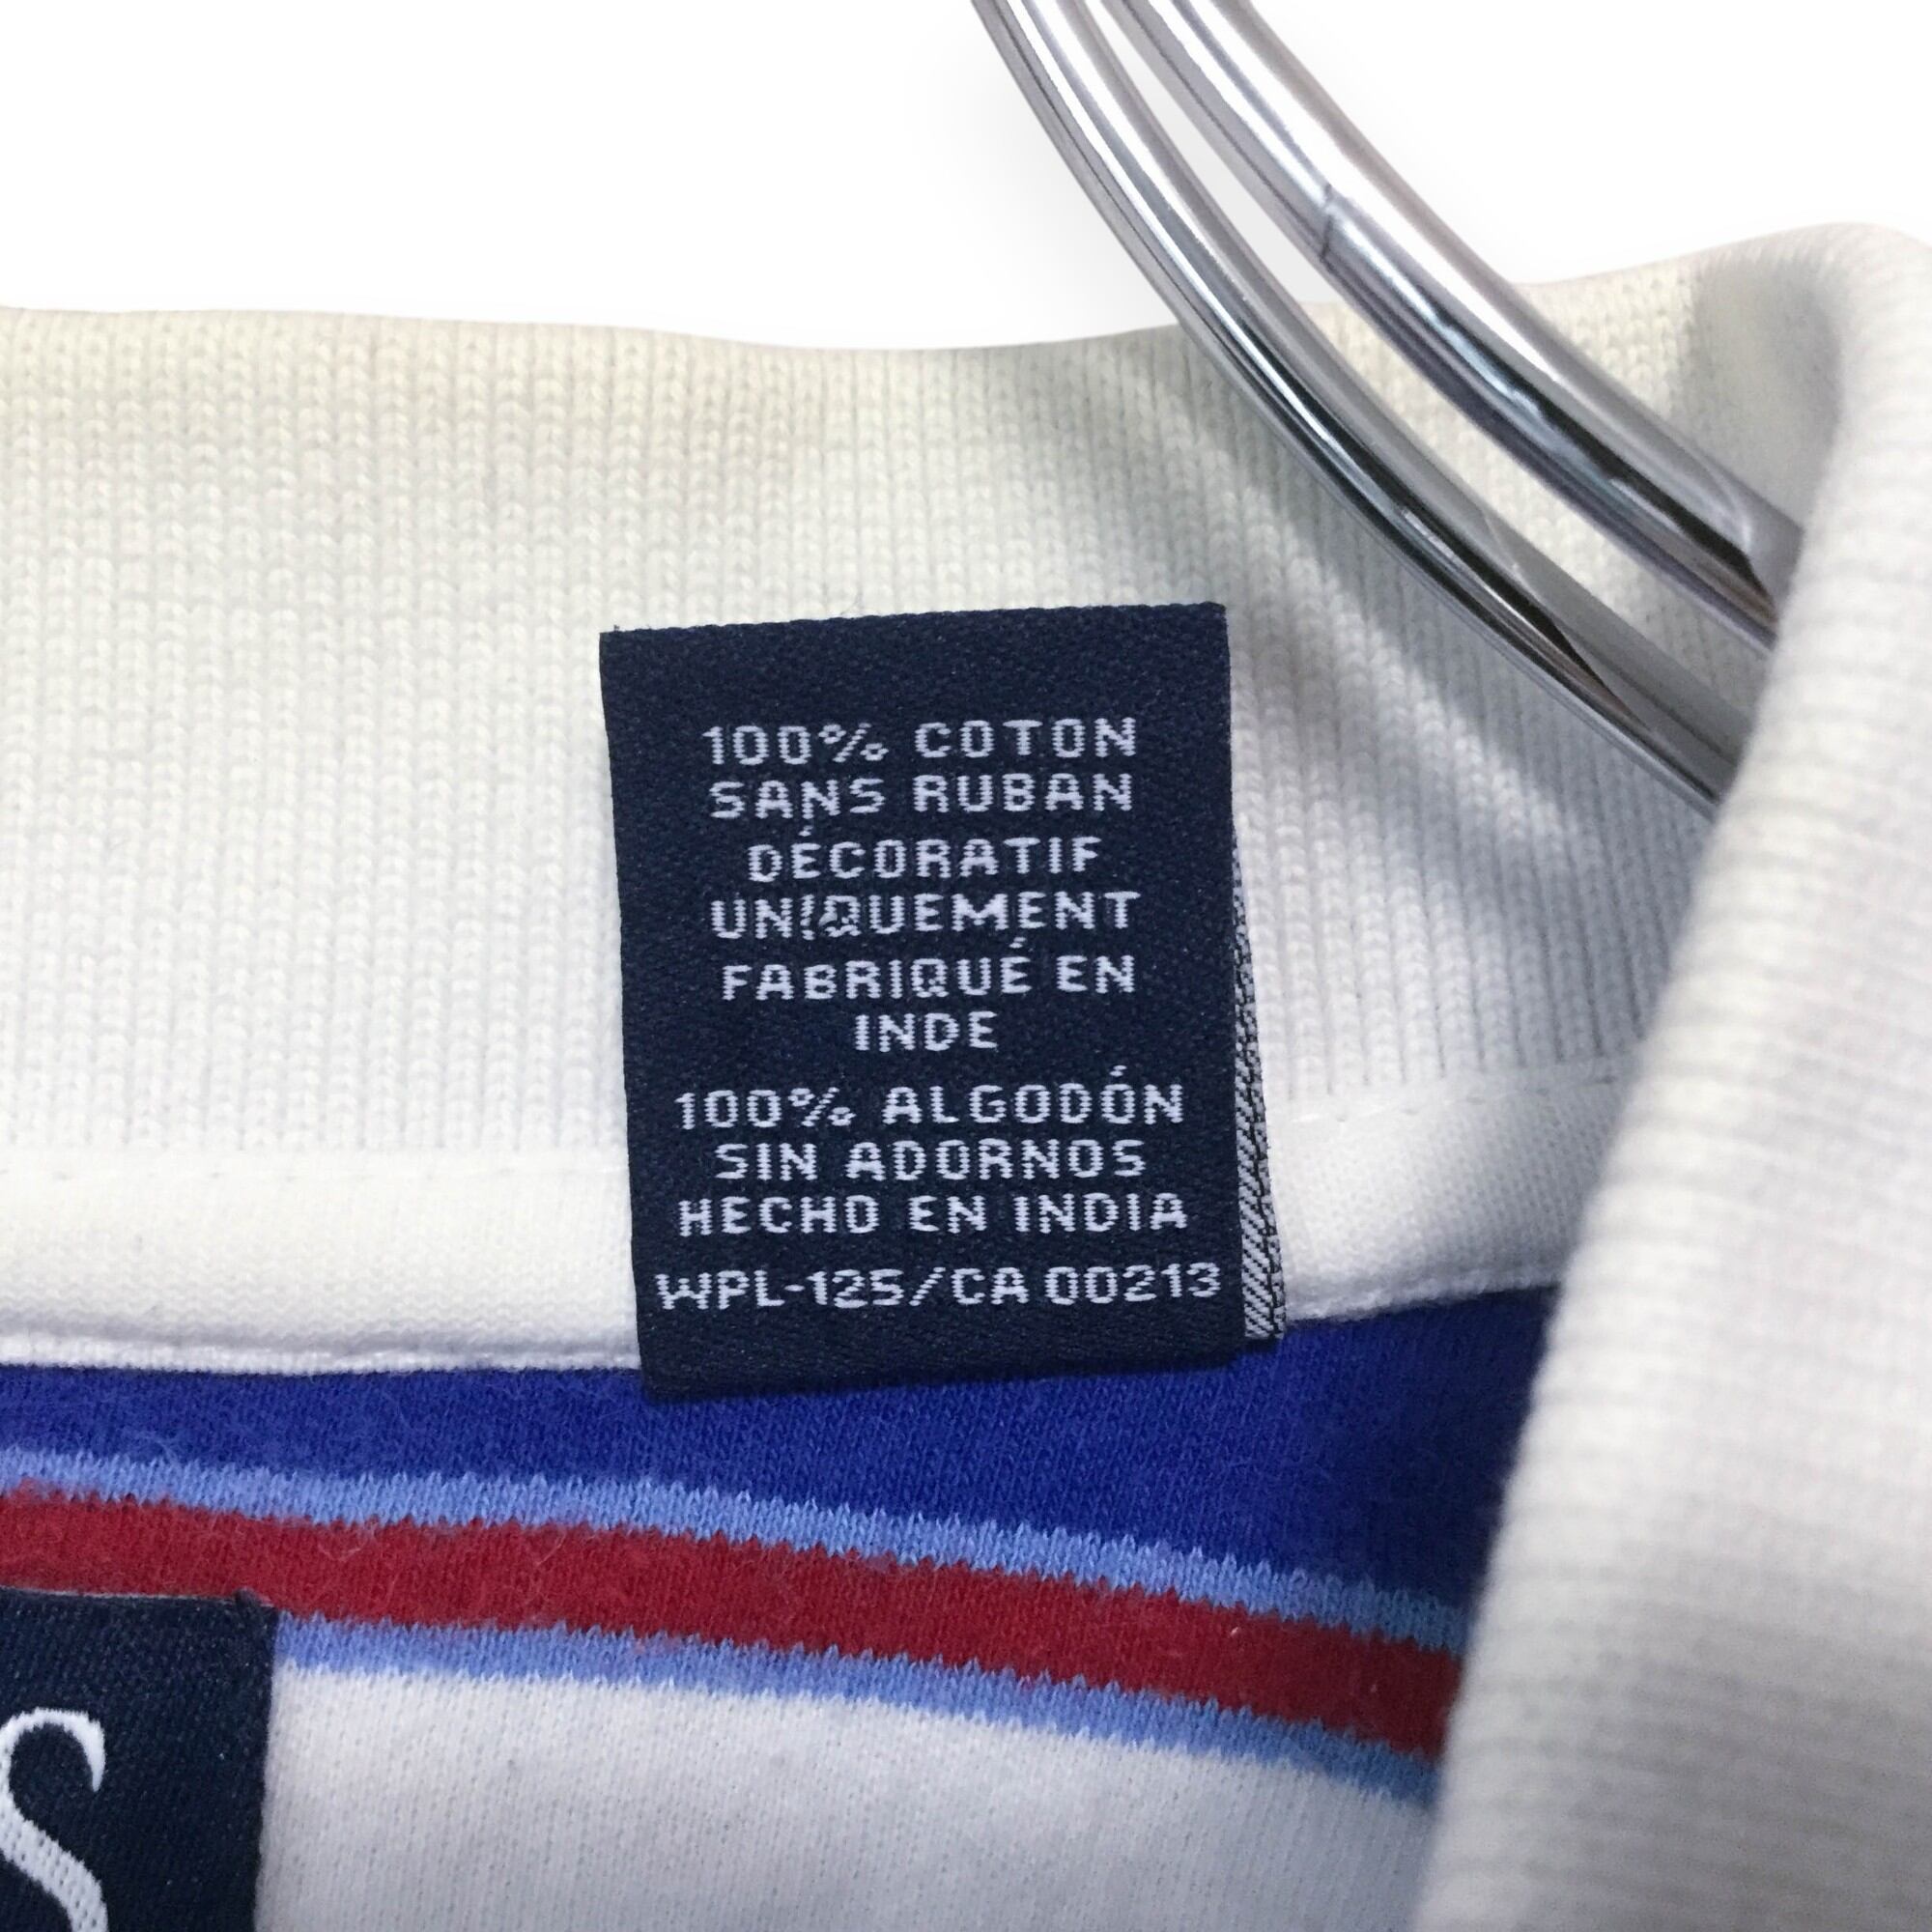 100% COTON
SANS RUBAN
DÉCORATIF
UNIQUEMENT
FABRIQUÉ EN
INDE
100% ALGODÓN
SIN ADORNOS
HECHO EN INDIA
WPL-125/CA 00213
S